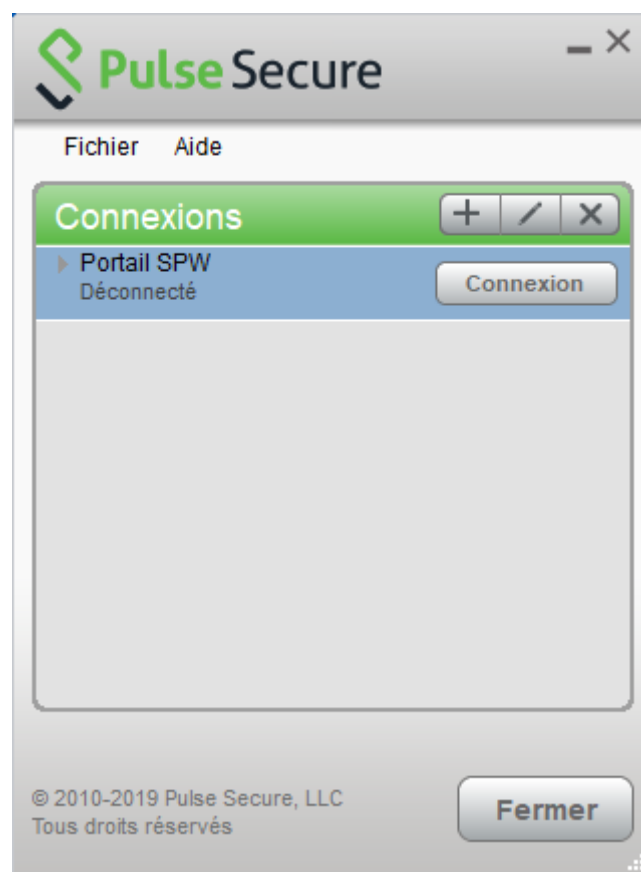 Pulse Secure
Fichier Aide
Connexions
Portail SPW
Déconnecté
Connexion
© 2010-2019 Pulse Secure, LLC
Tous droits réservés
Fermer